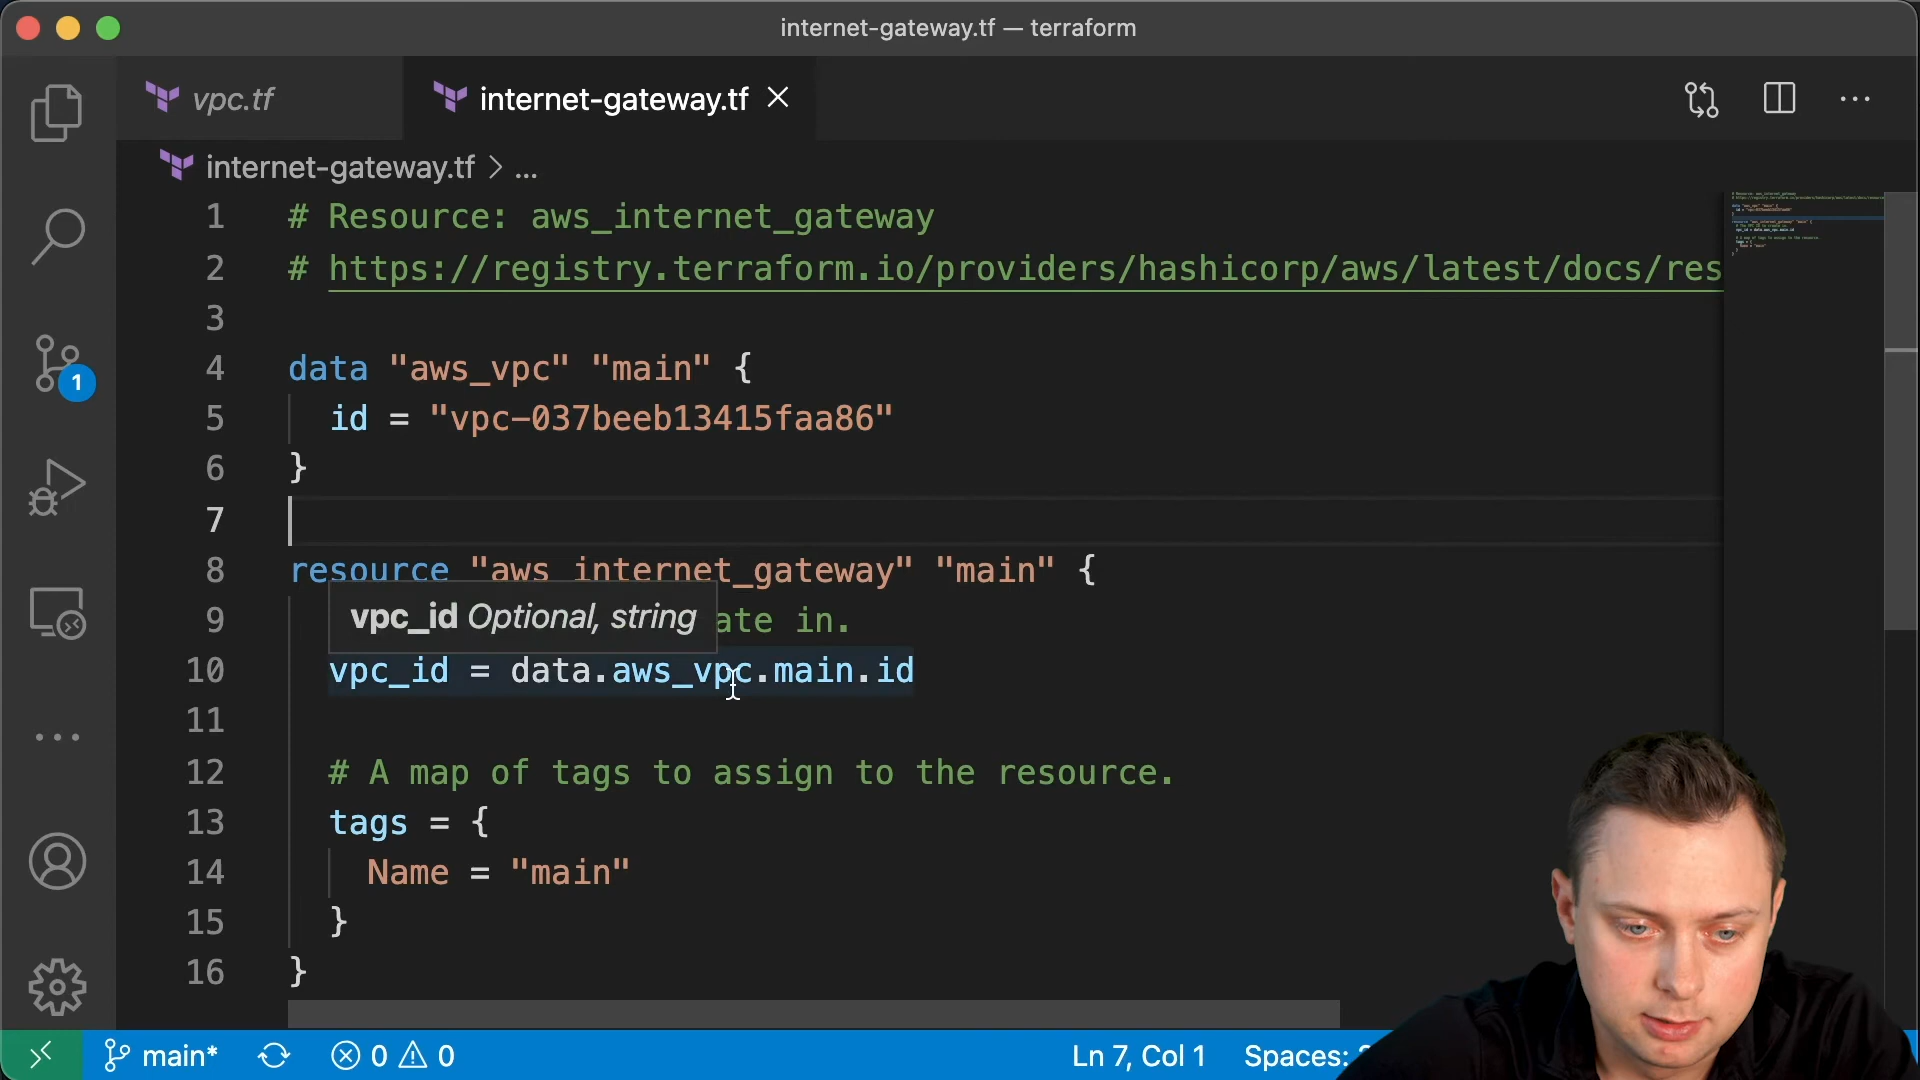 internet-gateway.tf — terraform
vpc.tf
internet-gateway.tf
internet-gateway.tf > ...
1 # Resource: aws_internet_gateway
2 # https://registry.terraform.io/providers/hashicorp/aws/latest/docs/res
3
4 data "aws_vpc" "main" {
5 id = "vpc-037beeb13415faa86"
6 }
7
8 resource "aws_internet_gateway" "main" {
vpc_id Optional, string
9 ate in.
10 vpc_id = data.aws_vpc.main.id
11
12 # A map of tags to assign to the resource.
13 tags = {
14 Name = "main"
15 }
16 }
1
main* 0 0 Ln 7, Col 1 Spaces: